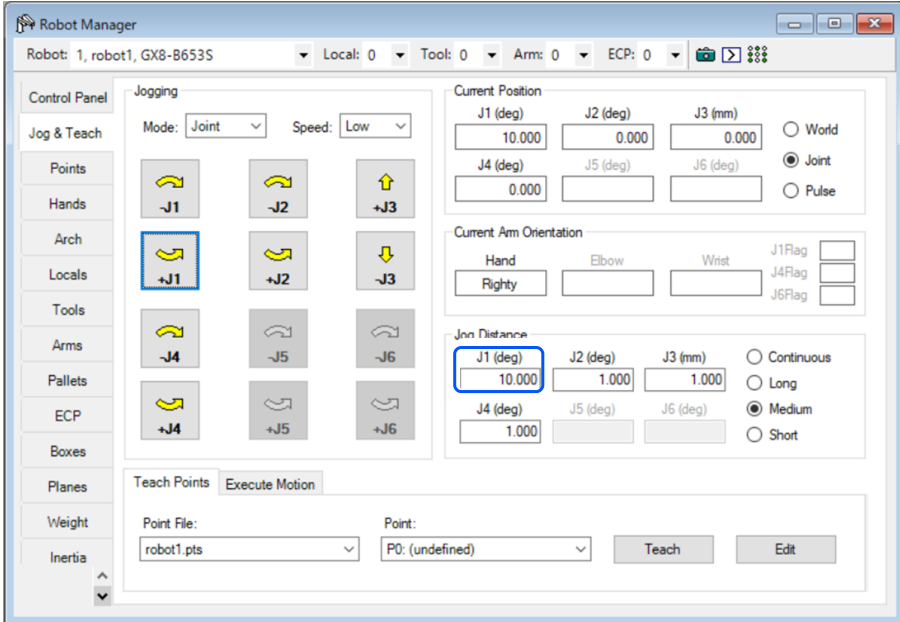 Robot Manager
Robot: 1, robot1, GX8-B653S Local: 0 Tool: 0 Arm: 0 ECP: 0
Control Panel
Jog & Teach
Points
Hands
Arch
Locals
Tools
Arms
Pallets
ECP
Boxes
Planes
Weight
Inertia
Jogging
Mode: Joint Speed: Low
-J1 -J2 +J3
+J1 +J2 -J3
-J4 -J5 -J6
+J4 +J5 +J6
Current Position
J1 (deg) J2 (deg) J3 (mm)
10.000 0.000 0.000
J4 (deg) J5 (deg) J6 (deg)
0.000
World
Joint
Pulse
Current Arm Orientation
Hand Elbow Wrist
Righty
J1Flag
J4Flag
J6Flag
Jog Distance
J1 (deg) J2 (deg) J3 (mm)
10.000 1.000 1.000
J4 (deg) J5 (deg) J6 (deg)
1.000
Continuous
Long
Medium
Short
Teach Points Execute Motion
Point File: Point:
robot1.pts P0: (undefined) Teach Edit